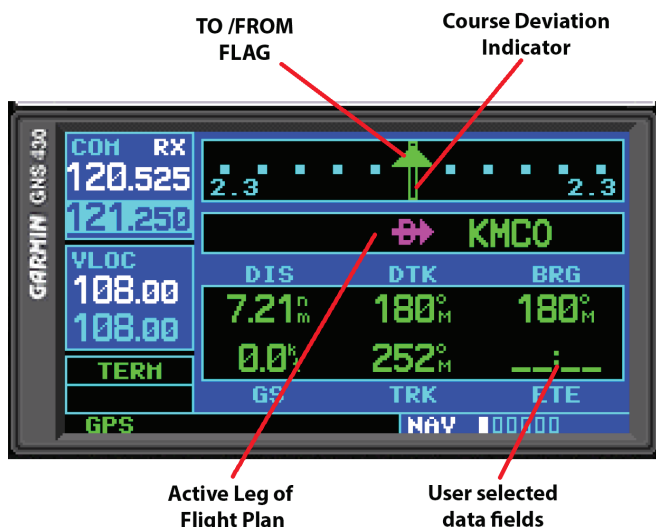 TO /FROM
FLAG
Course Deviation
Indicator
GARMIN GNS 430
COM RX
120.525
121.250
VLOC
108.00
108.00
TERM
GPS
2.3 2.3
D KMCO
DIS DTK BRG
7.21nm 180°M 180°M
0.0kt 252°M __:__
GS TRK ETE
NAV
Active Leg of
Flight Plan
User selected
data fields